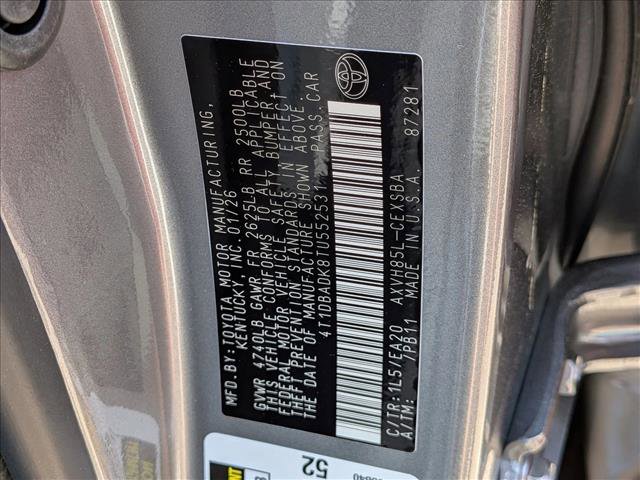 MFD.BY:TOYOTA MOTOR MANUFACTURING,
KENTUCKY, INC. 01/26
GVWR 4740LB GAWR FR 2625LB RR 2500LB
THIS VEHICLE CONFORMS TO ALL APPLICABLE
FEDERAL MOTOR VEHICLE SAFETY, BUMPER AND
THEFT PREVENTION STANDARDS IN EFFECT ON
THE DATE OF MANUFACTURE SHOWN ABOVE.
4T1DBADK8TU552531 PASS.CAR
C/TR:1L5/EA20 AXVH85L-CEXSBA
A/TM: /PB11 MADE IN U.S.A. 87281
52